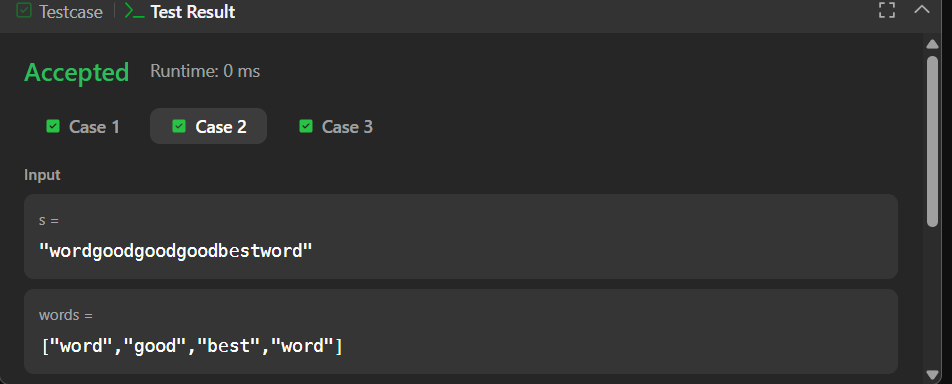 Testcase | >_ Test Result
Accepted Runtime: 0 ms
Case 1 Case 2 Case 3
Input
s =
"wordgoodgoodgoodbestword"
words =
["word","good","best","word"]